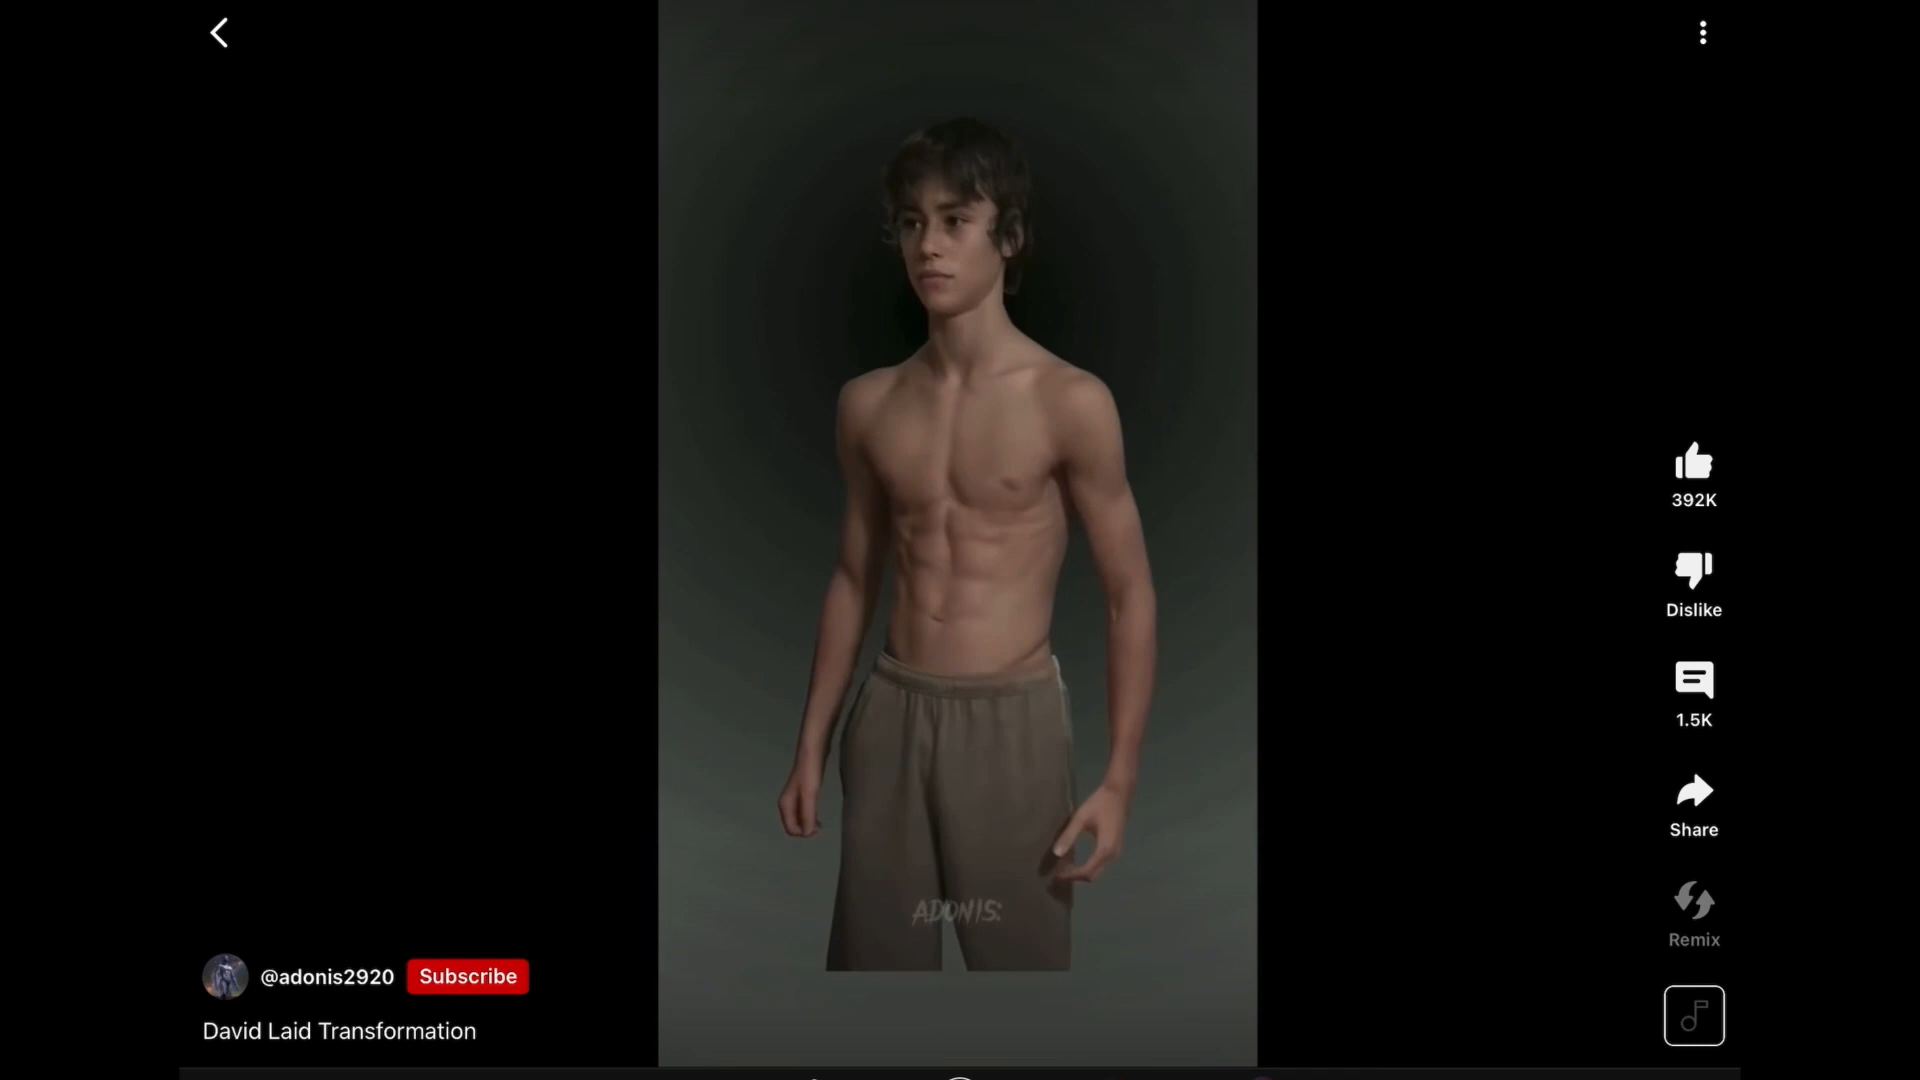 392K
Dislike
1.5K
Share
Remix
ADONIS:
@adonis2920 Subscribe
David Laid Transformation